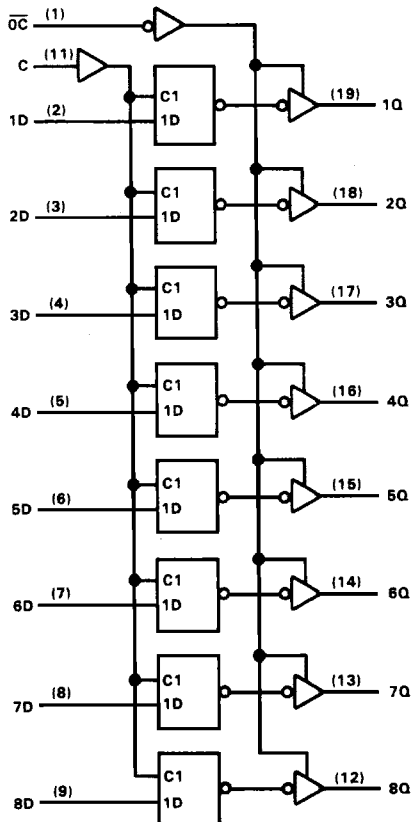 OC (1)
C (11)
C1 (19) 1Q
1D (2) 1D
C1 (18) 2Q
2D (3) 1D
C1 (17) 3Q
3D (4) 1D
C1 (16) 4Q
4D (5) 1D
C1 (15) 5Q
5D (6) 1D
C1 (14) 6Q
6D (7) 1D
C1 (13) 7Q
7D (8) 1D
C1 (12) 8Q
8D (9) 1D